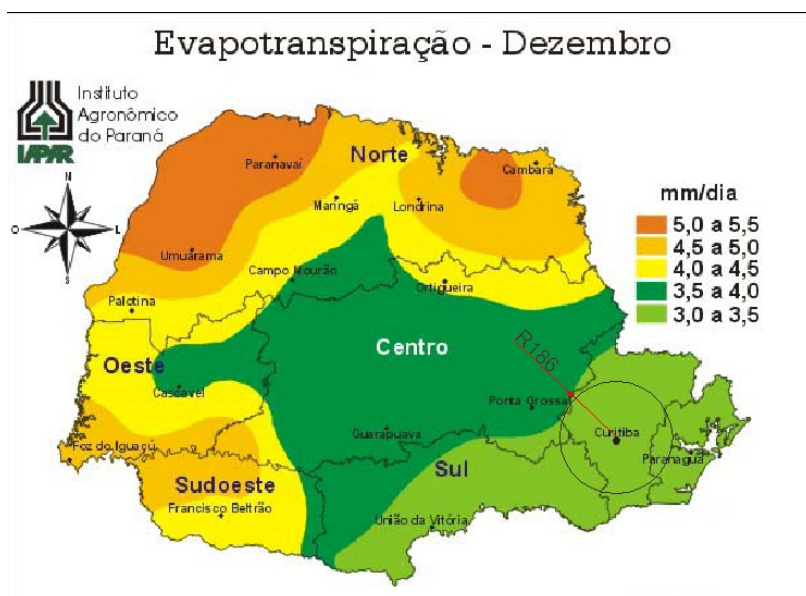 Evapotranspiração - Dezembro
Instituto
Agronômico
do Paraná
IAPAR
N
O
L
S
Norte
Paranavaí
Cambará
Maringá
Londrina
mm/dia
5,0 a 5,5
4,5 a 5,0
4,0 a 4,5
3,5 a 4,0
3,0 a 3,5
Umuarama
Campo Mourão
Ortigueira
Palotina
Centro
R186
Oeste
Cascavel
Ponta Grossa
Guarapuava
Curitiba
Foz do Iguaçú
Paranaguá
Sul
Sudoeste
Francisco Beltrão
União da Vitória